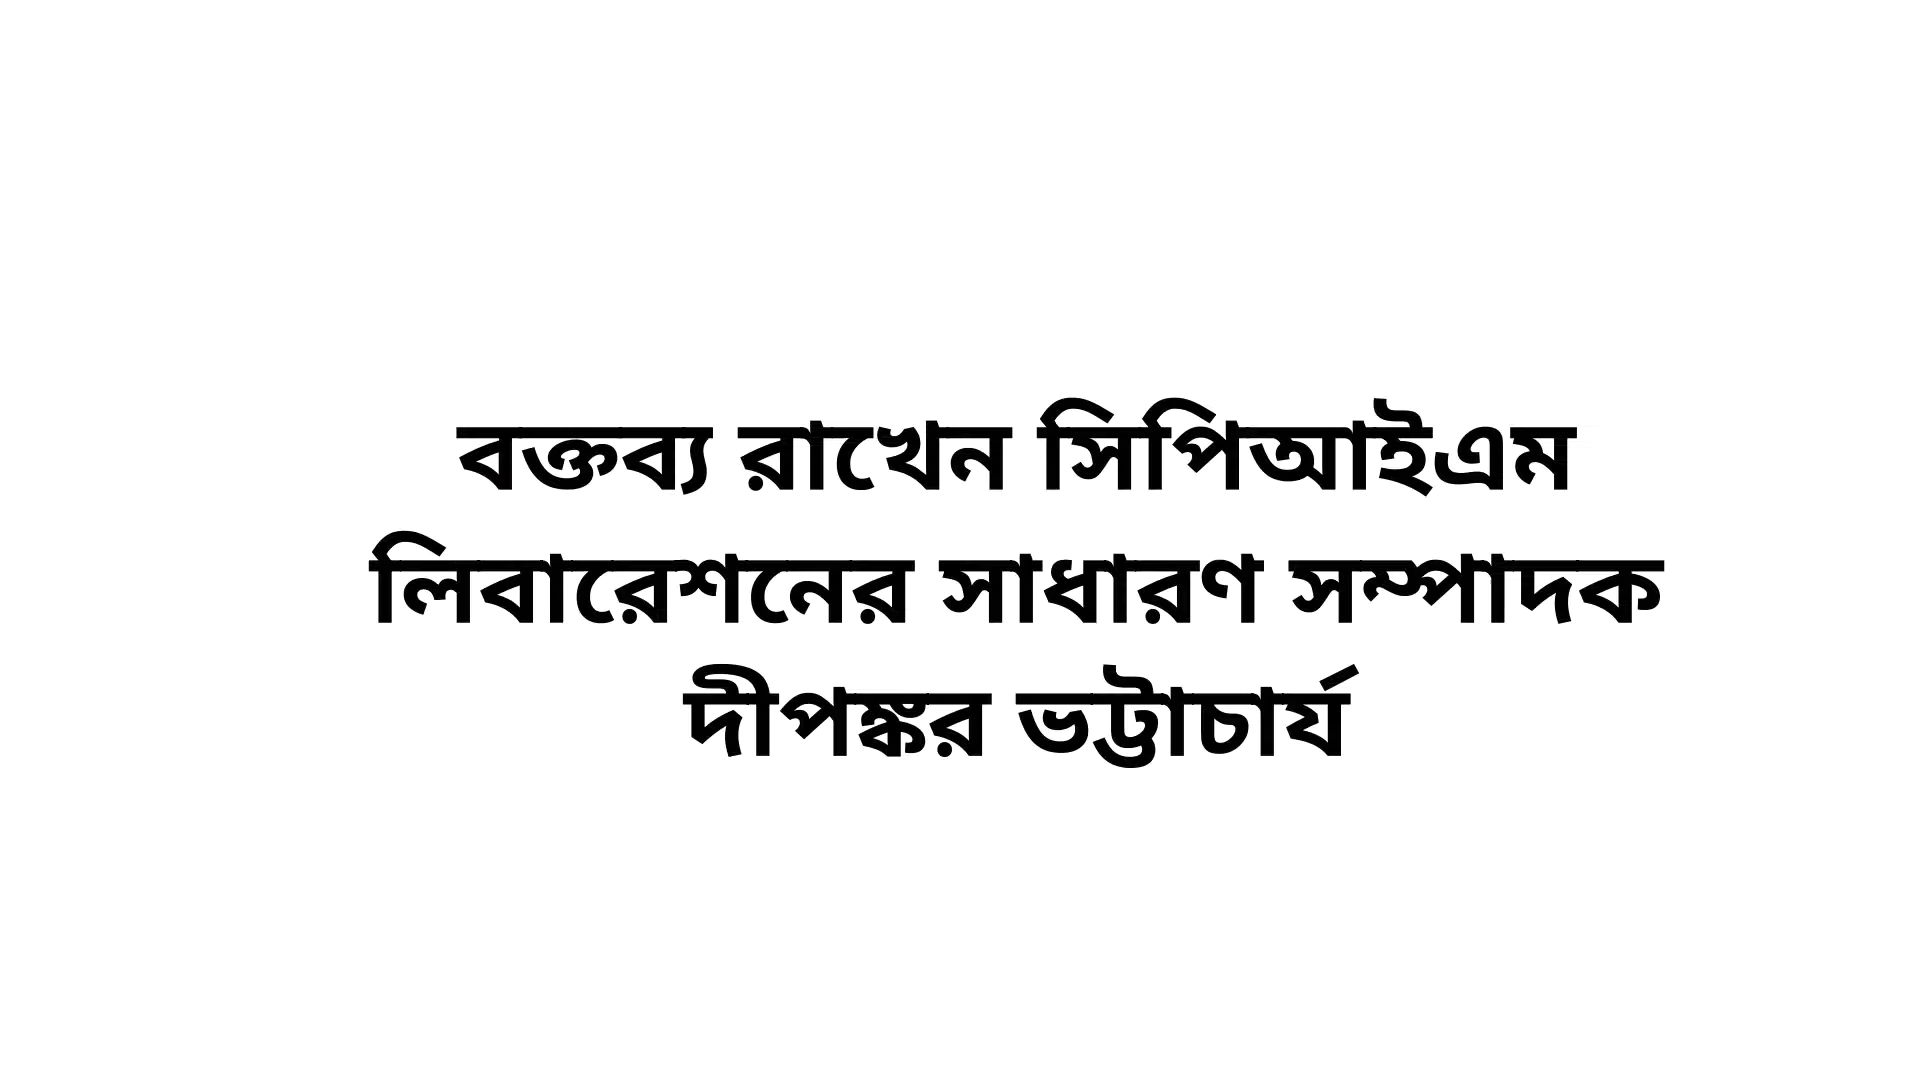 বক্তব্য রাখেন সিপিআইএম
লিবারেশনের সাধারণ সম্পাদক
দীপঙ্কর ভট্টাচার্য